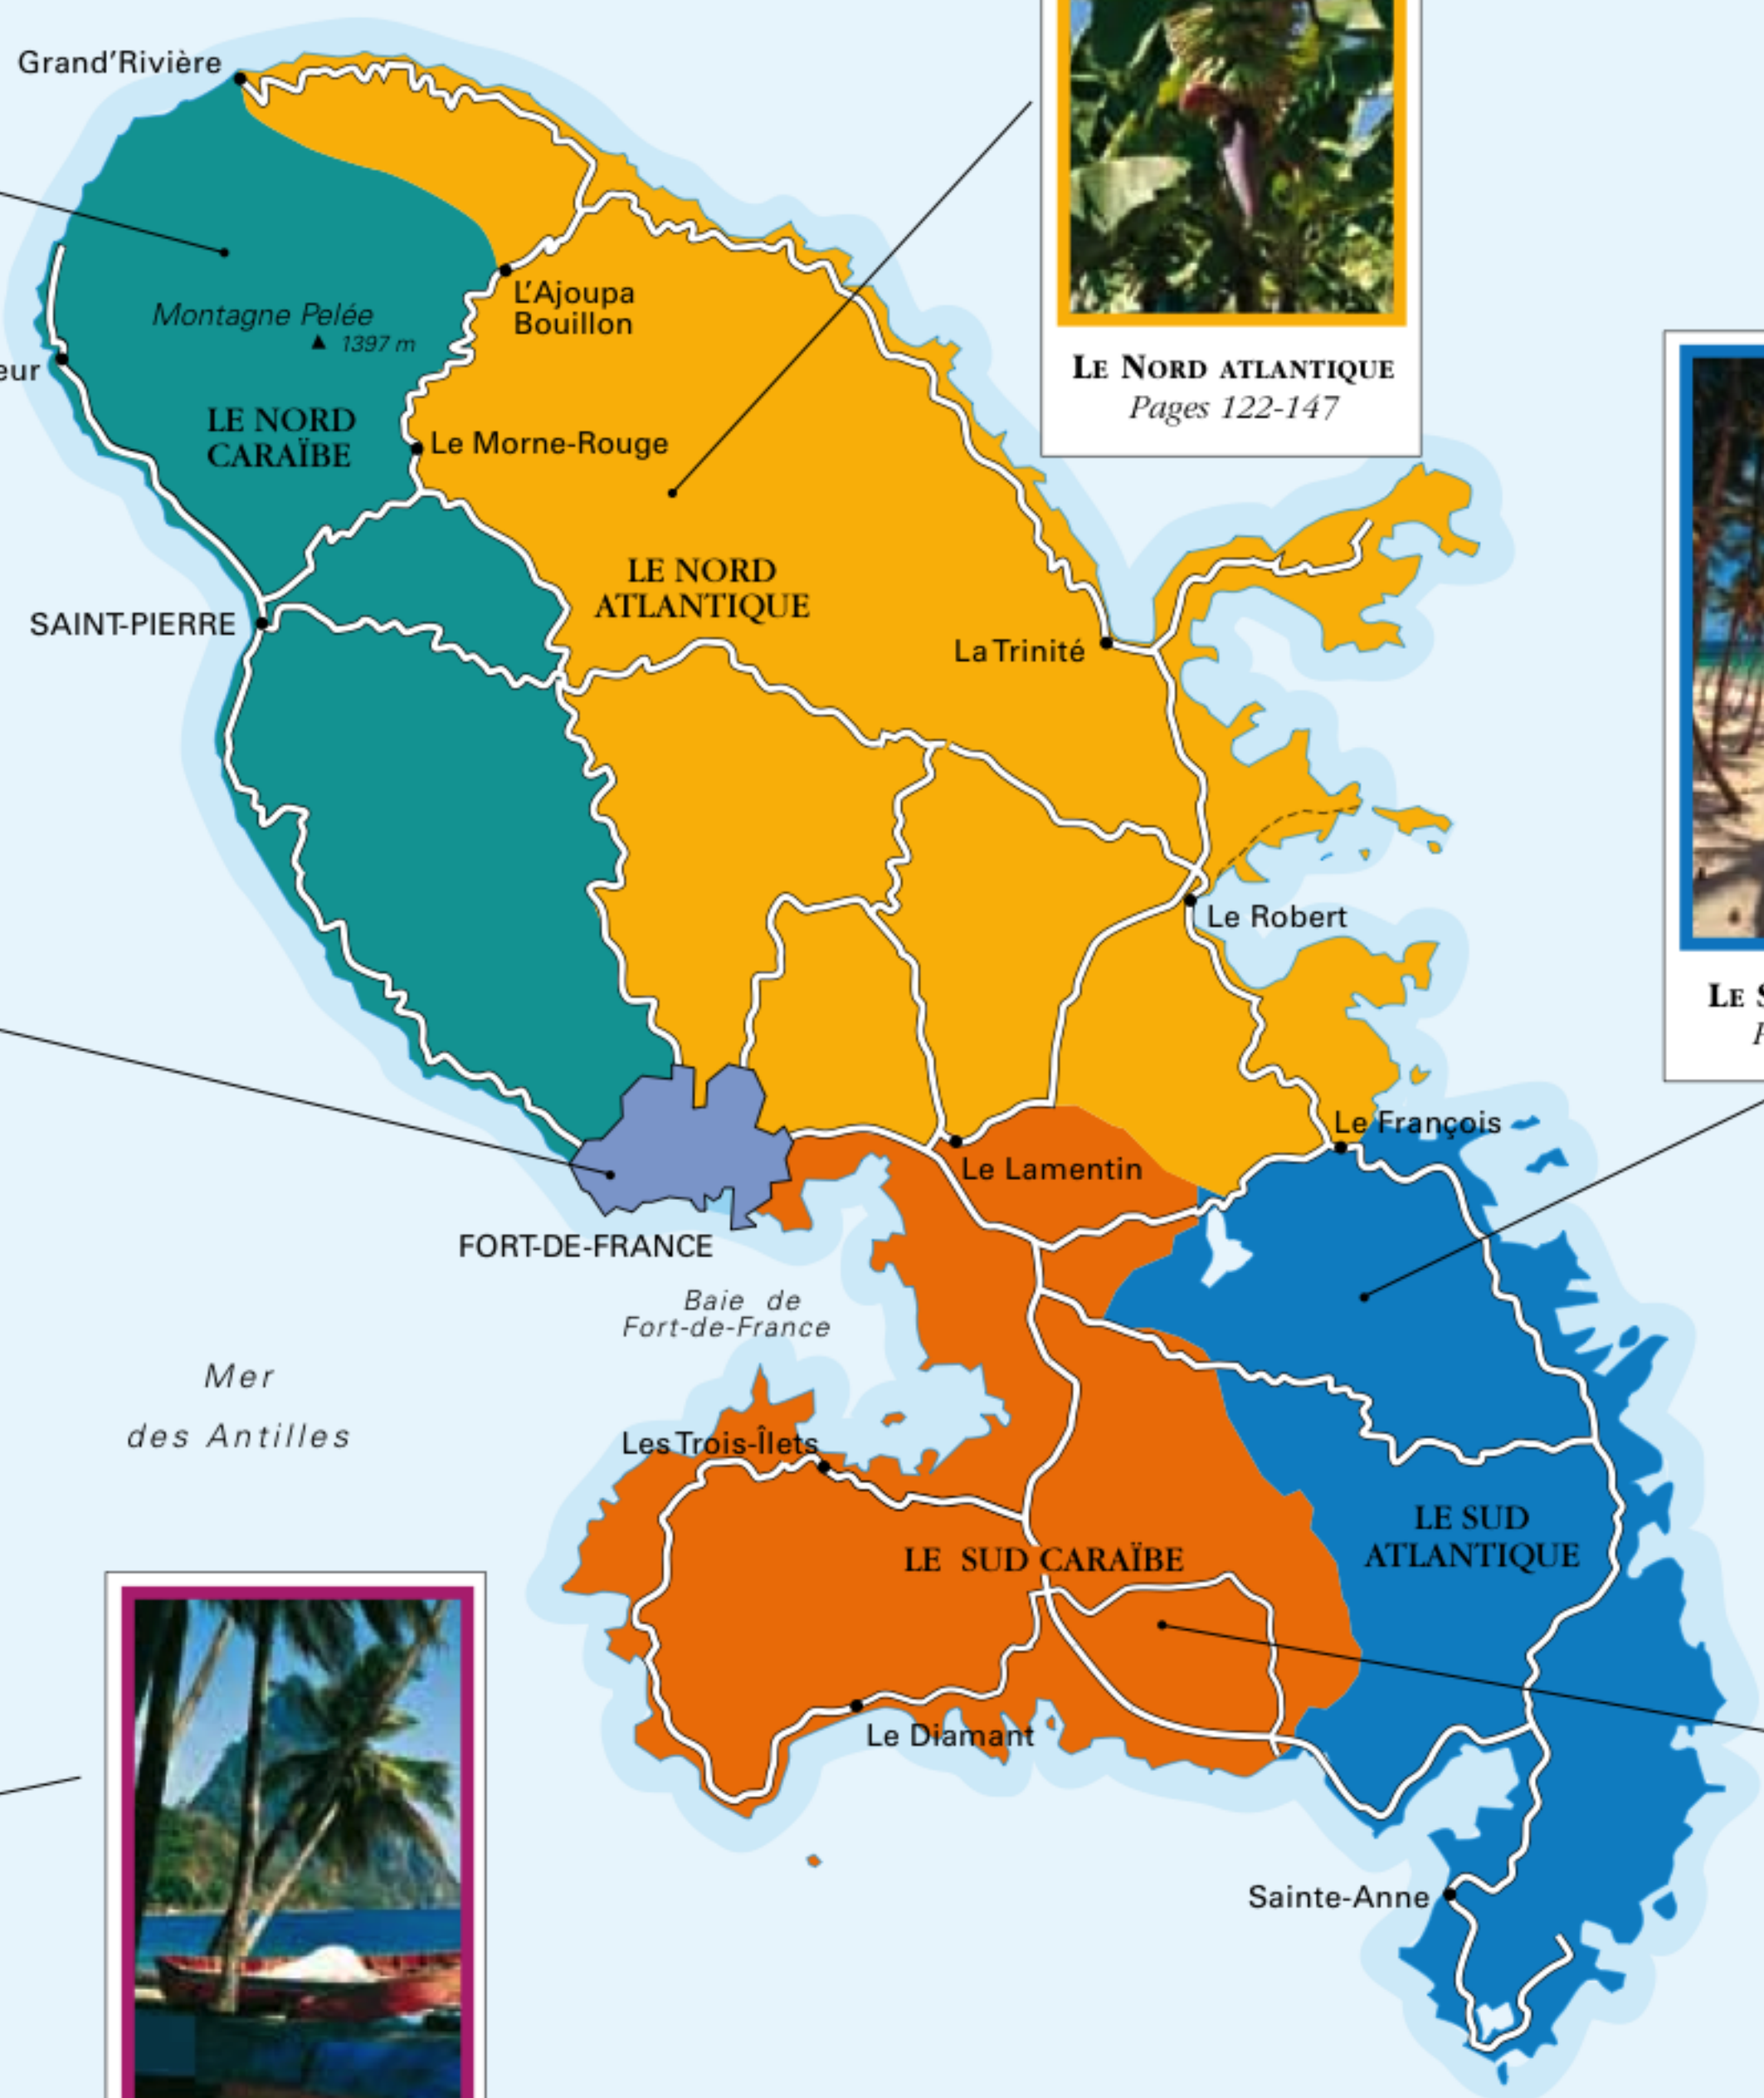 Grand'Rivière
L'Ajoupa
Bouillon
Montagne Pelée
1397 m
eur
LE NORD
CARAÏBE
Le Morne-Rouge
LE NORD ATLANTIQUE
Pages 122-147
LE NORD
ATLANTIQUE
SAINT-PIERRE
La Trinité
Le Robert
LE S
P
Le François
Le Lamentin
FORT-DE-FRANCE
Baie de
Fort-de-France
Mer
des Antilles
Les Trois-Îlets
LE SUD CARAÏBE
LE SUD
ATLANTIQUE
Le Diamant
Sainte-Anne